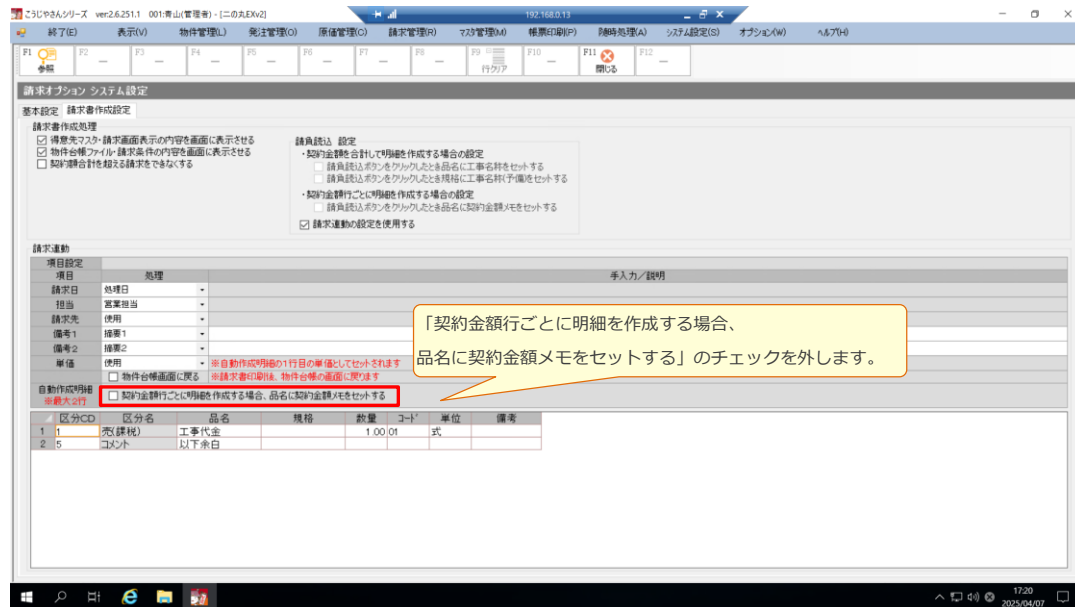 こうじやさんシリーズ ver.2.6.251.1 001:青山(管理者) - [二の丸EXv2]
192.168.0.13
終了(E) 表示(V) 物件管理(L) 発注管理(O) 原価管理(C) 請求管理(R) マスタ管理(M) 帳票印刷(P) 随時処理(A) システム設定(S) オプション(W) ヘルプ(H)
F1 参照 F2 F3 F4 F5 F6 F7 F8 F9 行クリア F10 F11 閉じる F12
請求オプション システム設定
基本設定 請求書作成設定
請求書作成処理
得意先マスタ・請求画面表示の内容を画面に表示させる
物件台帳ファイル・請求条件の内容を画面に表示させる
契約額合計を超える請求をできなくする
請負読込 設定
・契約金額を合計して明細を作成する場合の設定
請負読込ボタンをクリックしたとき品名に工事名称をセットする
請負読込ボタンをクリックしたとき規格に工事名称(予備)をセットする
・契約金額行ごとに明細を作成する場合の設定
請負読込ボタンをクリックしたとき品名に契約金額メモをセットする
請求連動の設定を使用する
請求連動
項目設定
項目 処理 手入力/説明
請求日 処理日
担当 営業担当
請求先 使用
備考1 摘要1
備考2 摘要2
単価 使用 ※自動作成明細の1行目の単価としてセットされます
物件台帳画面に戻る ※請求書印刷後、物件台帳の画面に戻ります
自動作成明細
※最大2行
契約金額行ごとに明細を作成する場合、品名に契約金額メモをセットする
「契約金額行ごとに明細を作成する場合、
品名に契約金額メモをセットする」のチェックを外します。
区分CD 区分名 品名 規格 数量 コード 単位 備考
1 1 売(課税) 工事代金 1.00 01 式
2 5 コメント 以下余白
17:20
2025/04/07